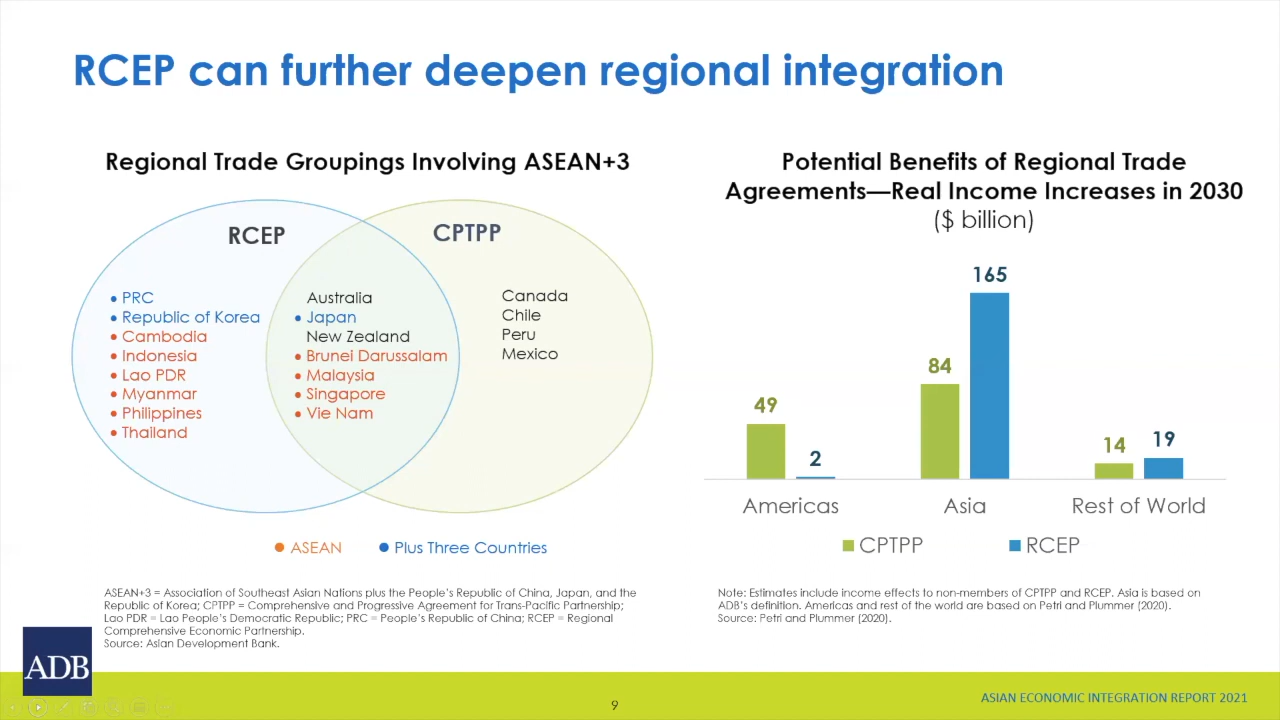 RCEP can further deepen regional integration
Regional Trade Groupings Involving ASEAN+3
RCEP
CPTPP
• PRC
• Republic of Korea
• Cambodia
• Indonesia
• Lao PDR
• Myanmar
• Philippines
• Thailand
Australia
• Japan
New Zealand
• Brunei Darussalam
• Malaysia
• Singapore
• Vie Nam
Canada
Chile
Peru
Mexico
● ASEAN
● Plus Three Countries
ASEAN+3 = Association of Southeast Asian Nations plus the People's Republic of China, Japan, and the
Republic of Korea; CPTPP = Comprehensive and Progressive Agreement for Trans-Pacific Partnership;
Lao PDR = Lao People's Democratic Republic; PRC = People's Republic of China; RCEP = Regional
Comprehensive Economic Partnership.
Source: Asian Development Bank.
Potential Benefits of Regional Trade
Agreements—Real Income Increases in 2030
($ billion)
49
2
84
165
14
19
Americas
Asia
Rest of World
CPTPP
RCEP
Note: Estimates include income effects to non-members of CPTPP and RCEP. Asia is based on
ADB's definition. Americas and rest of the world are based on Petri and Plummer (2020).
Source: Petri and Plummer (2020).
ADB
9
ASIAN ECONOMIC INTEGRATION REPORT 2021